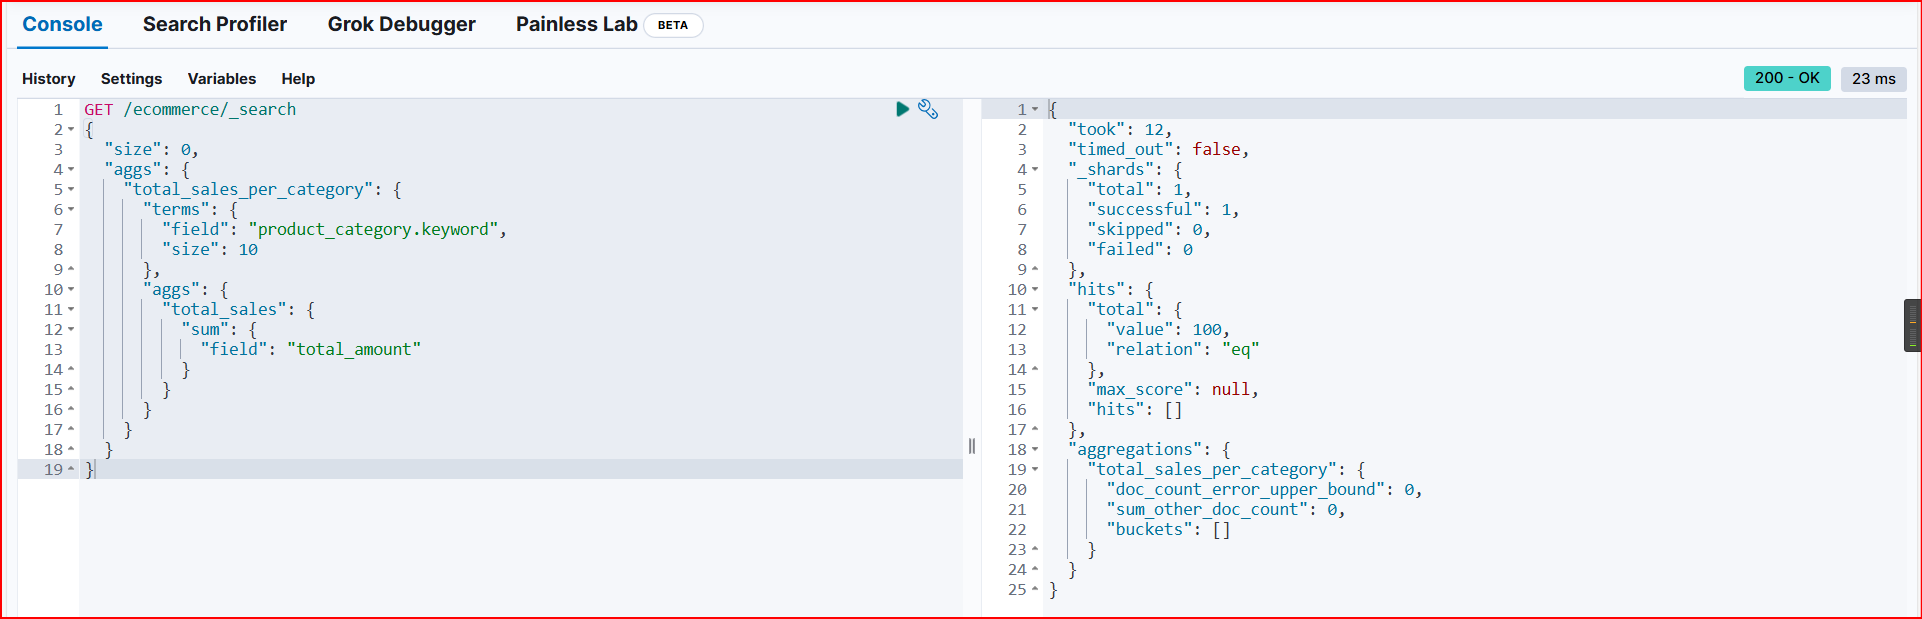 Console Search Profiler Grok Debugger Painless Lab BETA
History Settings Variables Help 200 - OK 23 ms
1 GET /ecommerce/_search
2 {
3 "size": 0,
4 "aggs": {
5 "total_sales_per_category": {
6 "terms": {
7 "field": "product_category.keyword",
8 "size": 10
9 },
10 "aggs": {
11 "total_sales": {
12 "sum": {
13 "field": "total_amount"
14 }
15 }
16 }
17 }
18 }
19 }
1 {
2 "took": 12,
3 "timed_out": false,
4 "_shards": {
5 "total": 1,
6 "successful": 1,
7 "skipped": 0,
8 "failed": 0
9 },
10 "hits": {
11 "total": {
12 "value": 100,
13 "relation": "eq"
14 },
15 "max_score": null,
16 "hits": []
17 },
18 "aggregations": {
19 "total_sales_per_category": {
20 "doc_count_error_upper_bound": 0,
21 "sum_other_doc_count": 0,
22 "buckets": []
23 }
24 }
25 }